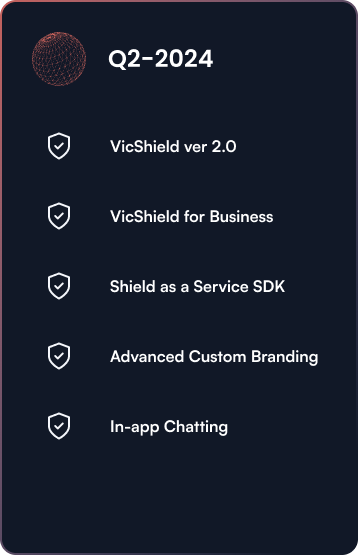 Q2-2024
VicShield ver 2.0
VicShield for Business
Shield as a Service SDK
Advanced Custom Branding
In-app Chatting